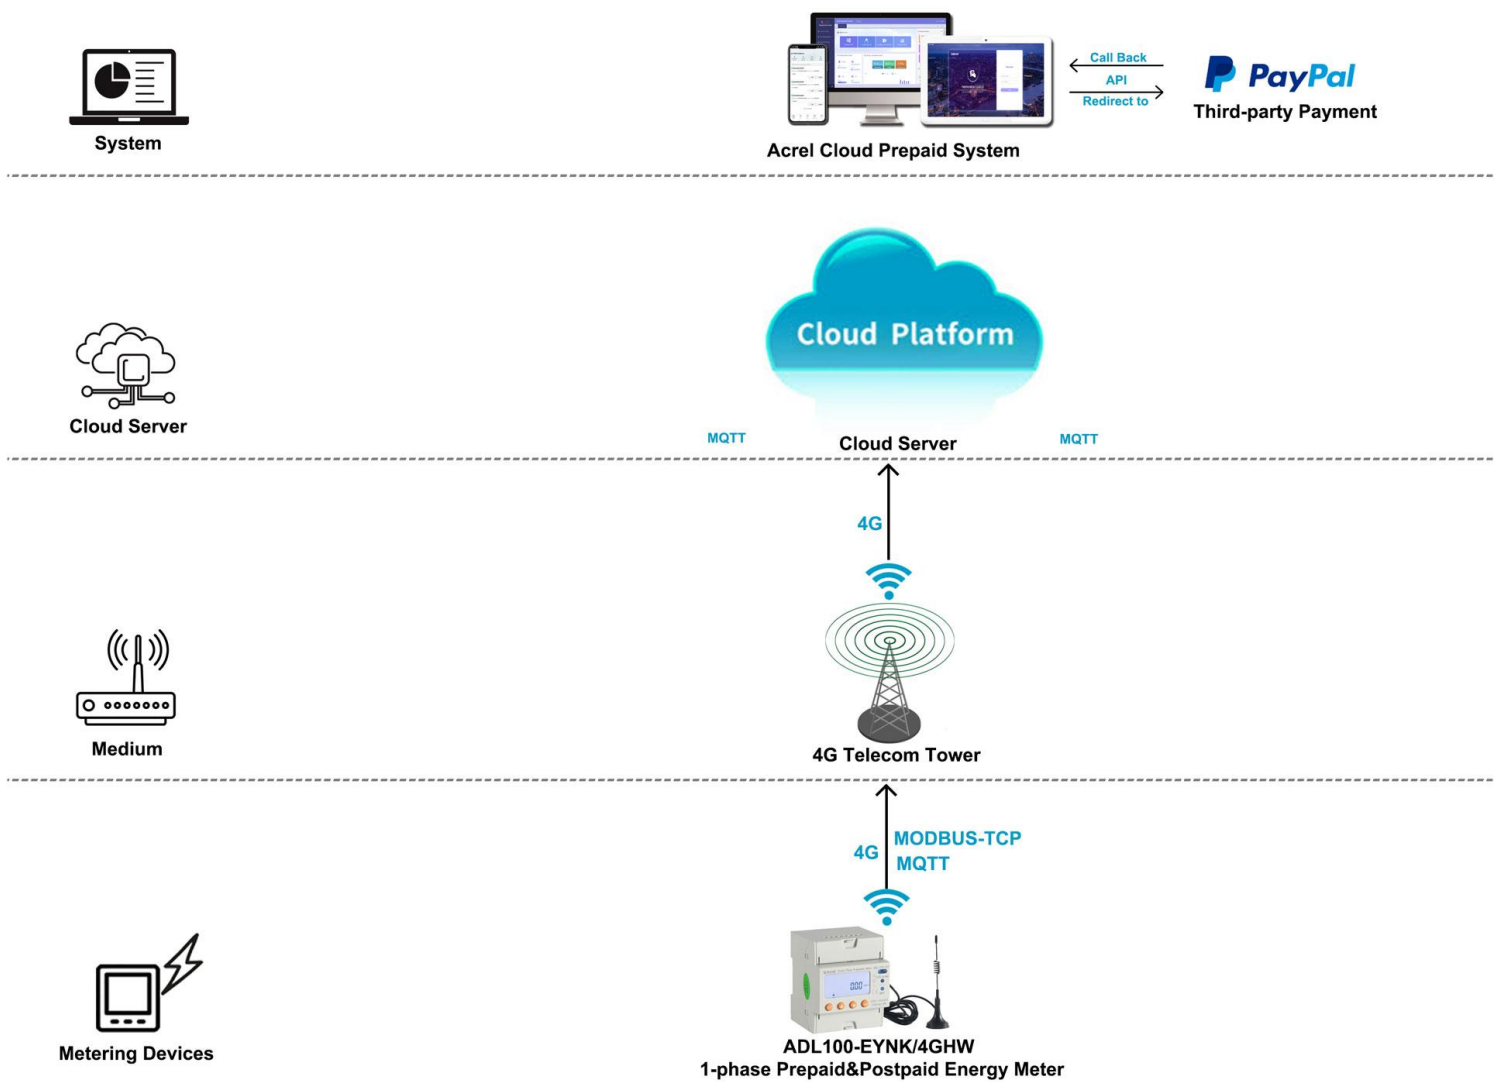 Call Back
API
Redirect to
PayPal
Third-party Payment
System
Acrel Cloud Prepaid System
Cloud Platform
Cloud Server
MQTT
Cloud Server
MQTT
4G
Medium
4G Telecom Tower
4G
MODBUS-TCP
MQTT
000
Metering Devices
ADL100-EYNK/4GHW
1-phase Prepaid&Postpaid Energy Meter